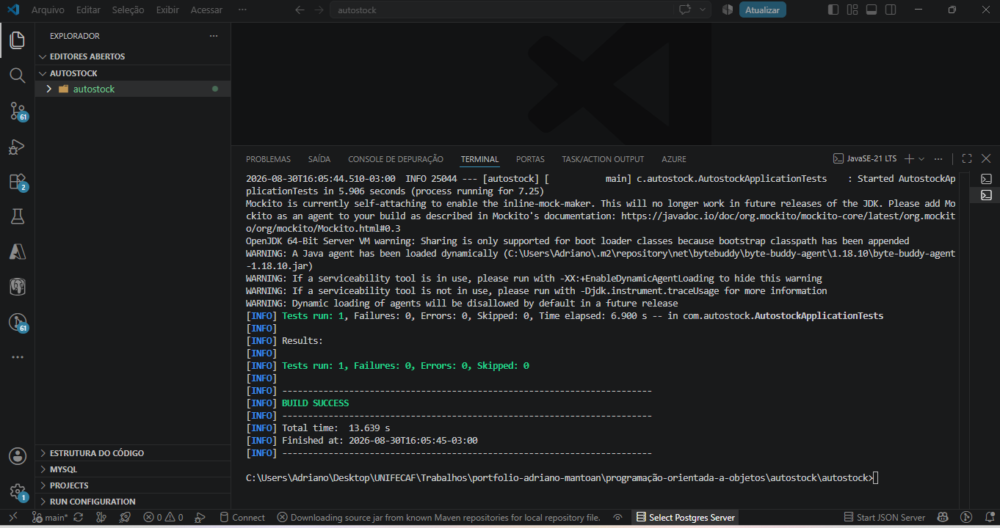 Arquivo Editar Seleção Exibir Acessar ··· autostock Atualizar
EXPLORADOR ···
EDITORES ABERTOS
AUTOSTOCK
autostock
61
2
61
1
PROBLEMAS SAÍDA CONSOLE DE DEPURAÇÃO TERMINAL PORTAS TASK/ACTION OUTPUT AZURE JavaSE-21 LTS ···
2026-08-30T16:05:44.510-03:00  INFO 25044 --- [autostock] [           main] c.autostock.AutostockApplicationTests    : Started AutostockAp
plicationTests in 5.906 seconds (process running for 7.25)
Mockito is currently self-attaching to enable the inline-mock-maker. This will no longer work in future releases of the JDK. Please add Mo
ckito as an agent to your build as described in Mockito's documentation: https://javadoc.io/doc/org.mockito/mockito-core/latest/org.mockit
o/org/mockito/Mockito.html#0.3
OpenJDK 64-Bit Server VM warning: Sharing is only supported for boot loader classes because bootstrap classpath has been appended
WARNING: A Java agent has been loaded dynamically (C:\Users\Adriano\.m2\repository\net\bytebuddy\byte-buddy-agent\1.18.10\byte-buddy-agent
-1.18.10.jar)
WARNING: If a serviceability tool is in use, please run with -XX:+EnableDynamicAgentLoading to hide this warning
WARNING: If a serviceability tool is not in use, please run with -Djdk.instrument.traceUsage for more information
WARNING: Dynamic loading of agents will be disallowed by default in a future release
[INFO] Tests run: 1, Failures: 0, Errors: 0, Skipped: 0, Time elapsed: 6.900 s -- in com.autostock.AutostockApplicationTests
[INFO]
[INFO] Results:
[INFO]
[INFO] Tests run: 1, Failures: 0, Errors: 0, Skipped: 0
[INFO]
[INFO] ------------------------------------------------------------------------
[INFO] BUILD SUCCESS
[INFO] ------------------------------------------------------------------------
[INFO] Total time:  13.639 s
[INFO] Finished at: 2026-08-30T16:05:45-03:00
[INFO] ------------------------------------------------------------------------
C:\Users\Adriano\Desktop\UNIFECAF\Trabalhos\portfolio-adriano-mantoan\programação-orientada-a-objetos\autostock\autostock>
ESTRUTURA DO CÓDIGO
MYSQL
PROJECTS
RUN CONFIGURATION
main* 0 0 Connect Downloading source jar from known Maven repositories for local repository file. Select Postgres Server Start JSON Server